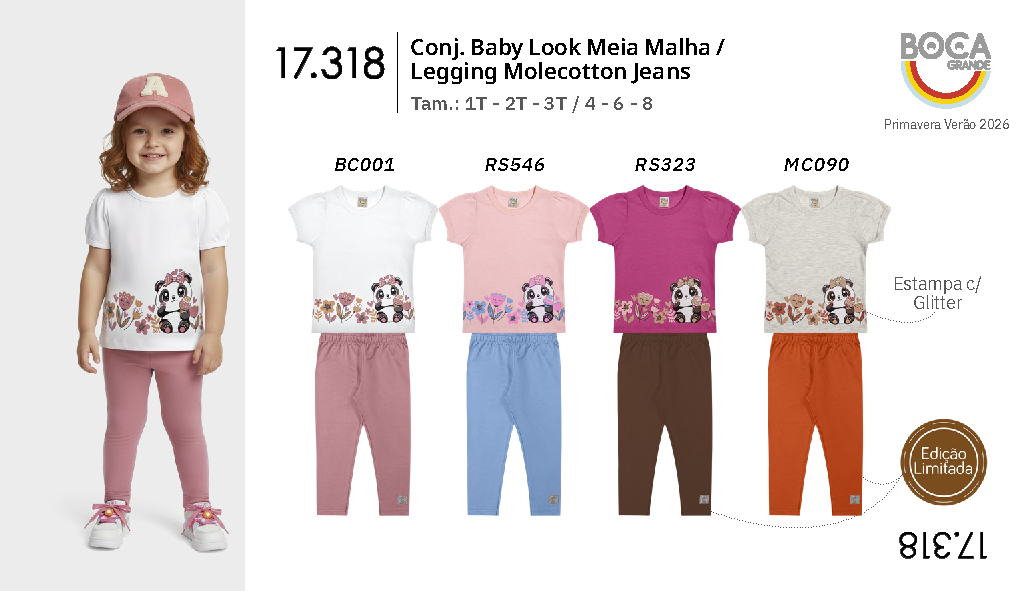 17.318
Conj. Baby Look Meia Malha /
Legging Molecotton Jeans
Tam.: 1T - 2T - 3T / 4 - 6 - 8
BOCA
GRANDE
Primavera Verão 2026
BC001
RS546
RS323
MC090
A
Estampa c/
Glitter
Edição
Limitada
17.318